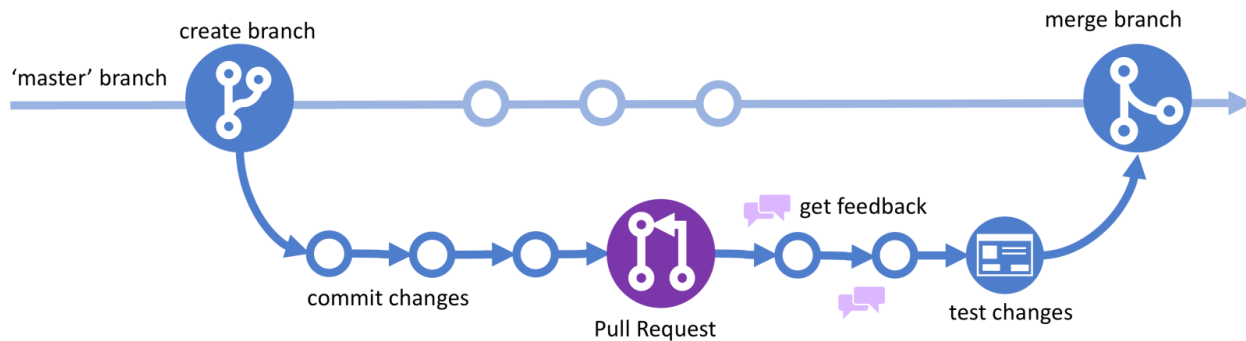 create branch
merge branch
‘master’ branch
get feedback
commit changes
Pull Request
test changes